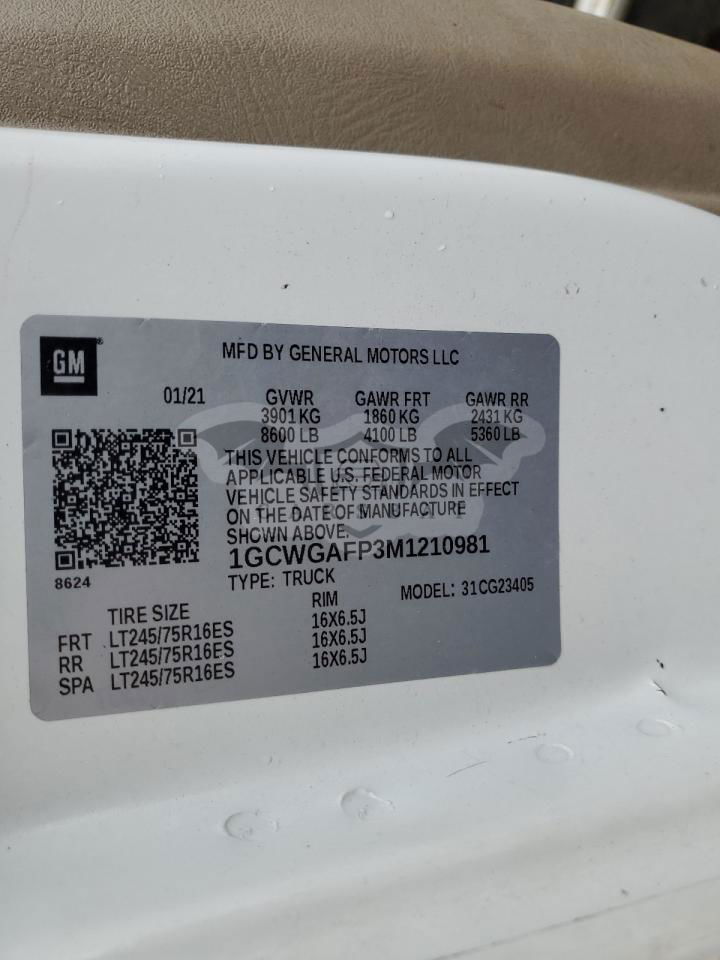 GM
MFD BY GENERAL MOTORS LLC
01/21 GVWR GAWR FRT GAWR RR
3901 KG 1860 KG 2431 KG
8600 LB 4100 LB 5360 LB
THIS VEHICLE CONFORMS TO ALL
APPLICABLE U.S. FEDERAL MOTOR
VEHICLE SAFETY STANDARDS IN EFFECT
ON THE DATE OF MANUFACTURE
SHOWN ABOVE.
1GCWGAFP3M1210981
8624
TYPE: TRUCK MODEL: 31CG23405
TIRE SIZE RIM
FRT LT245/75R16ES 16X6.5J
RR LT245/75R16ES 16X6.5J
SPA LT245/75R16ES 16X6.5J